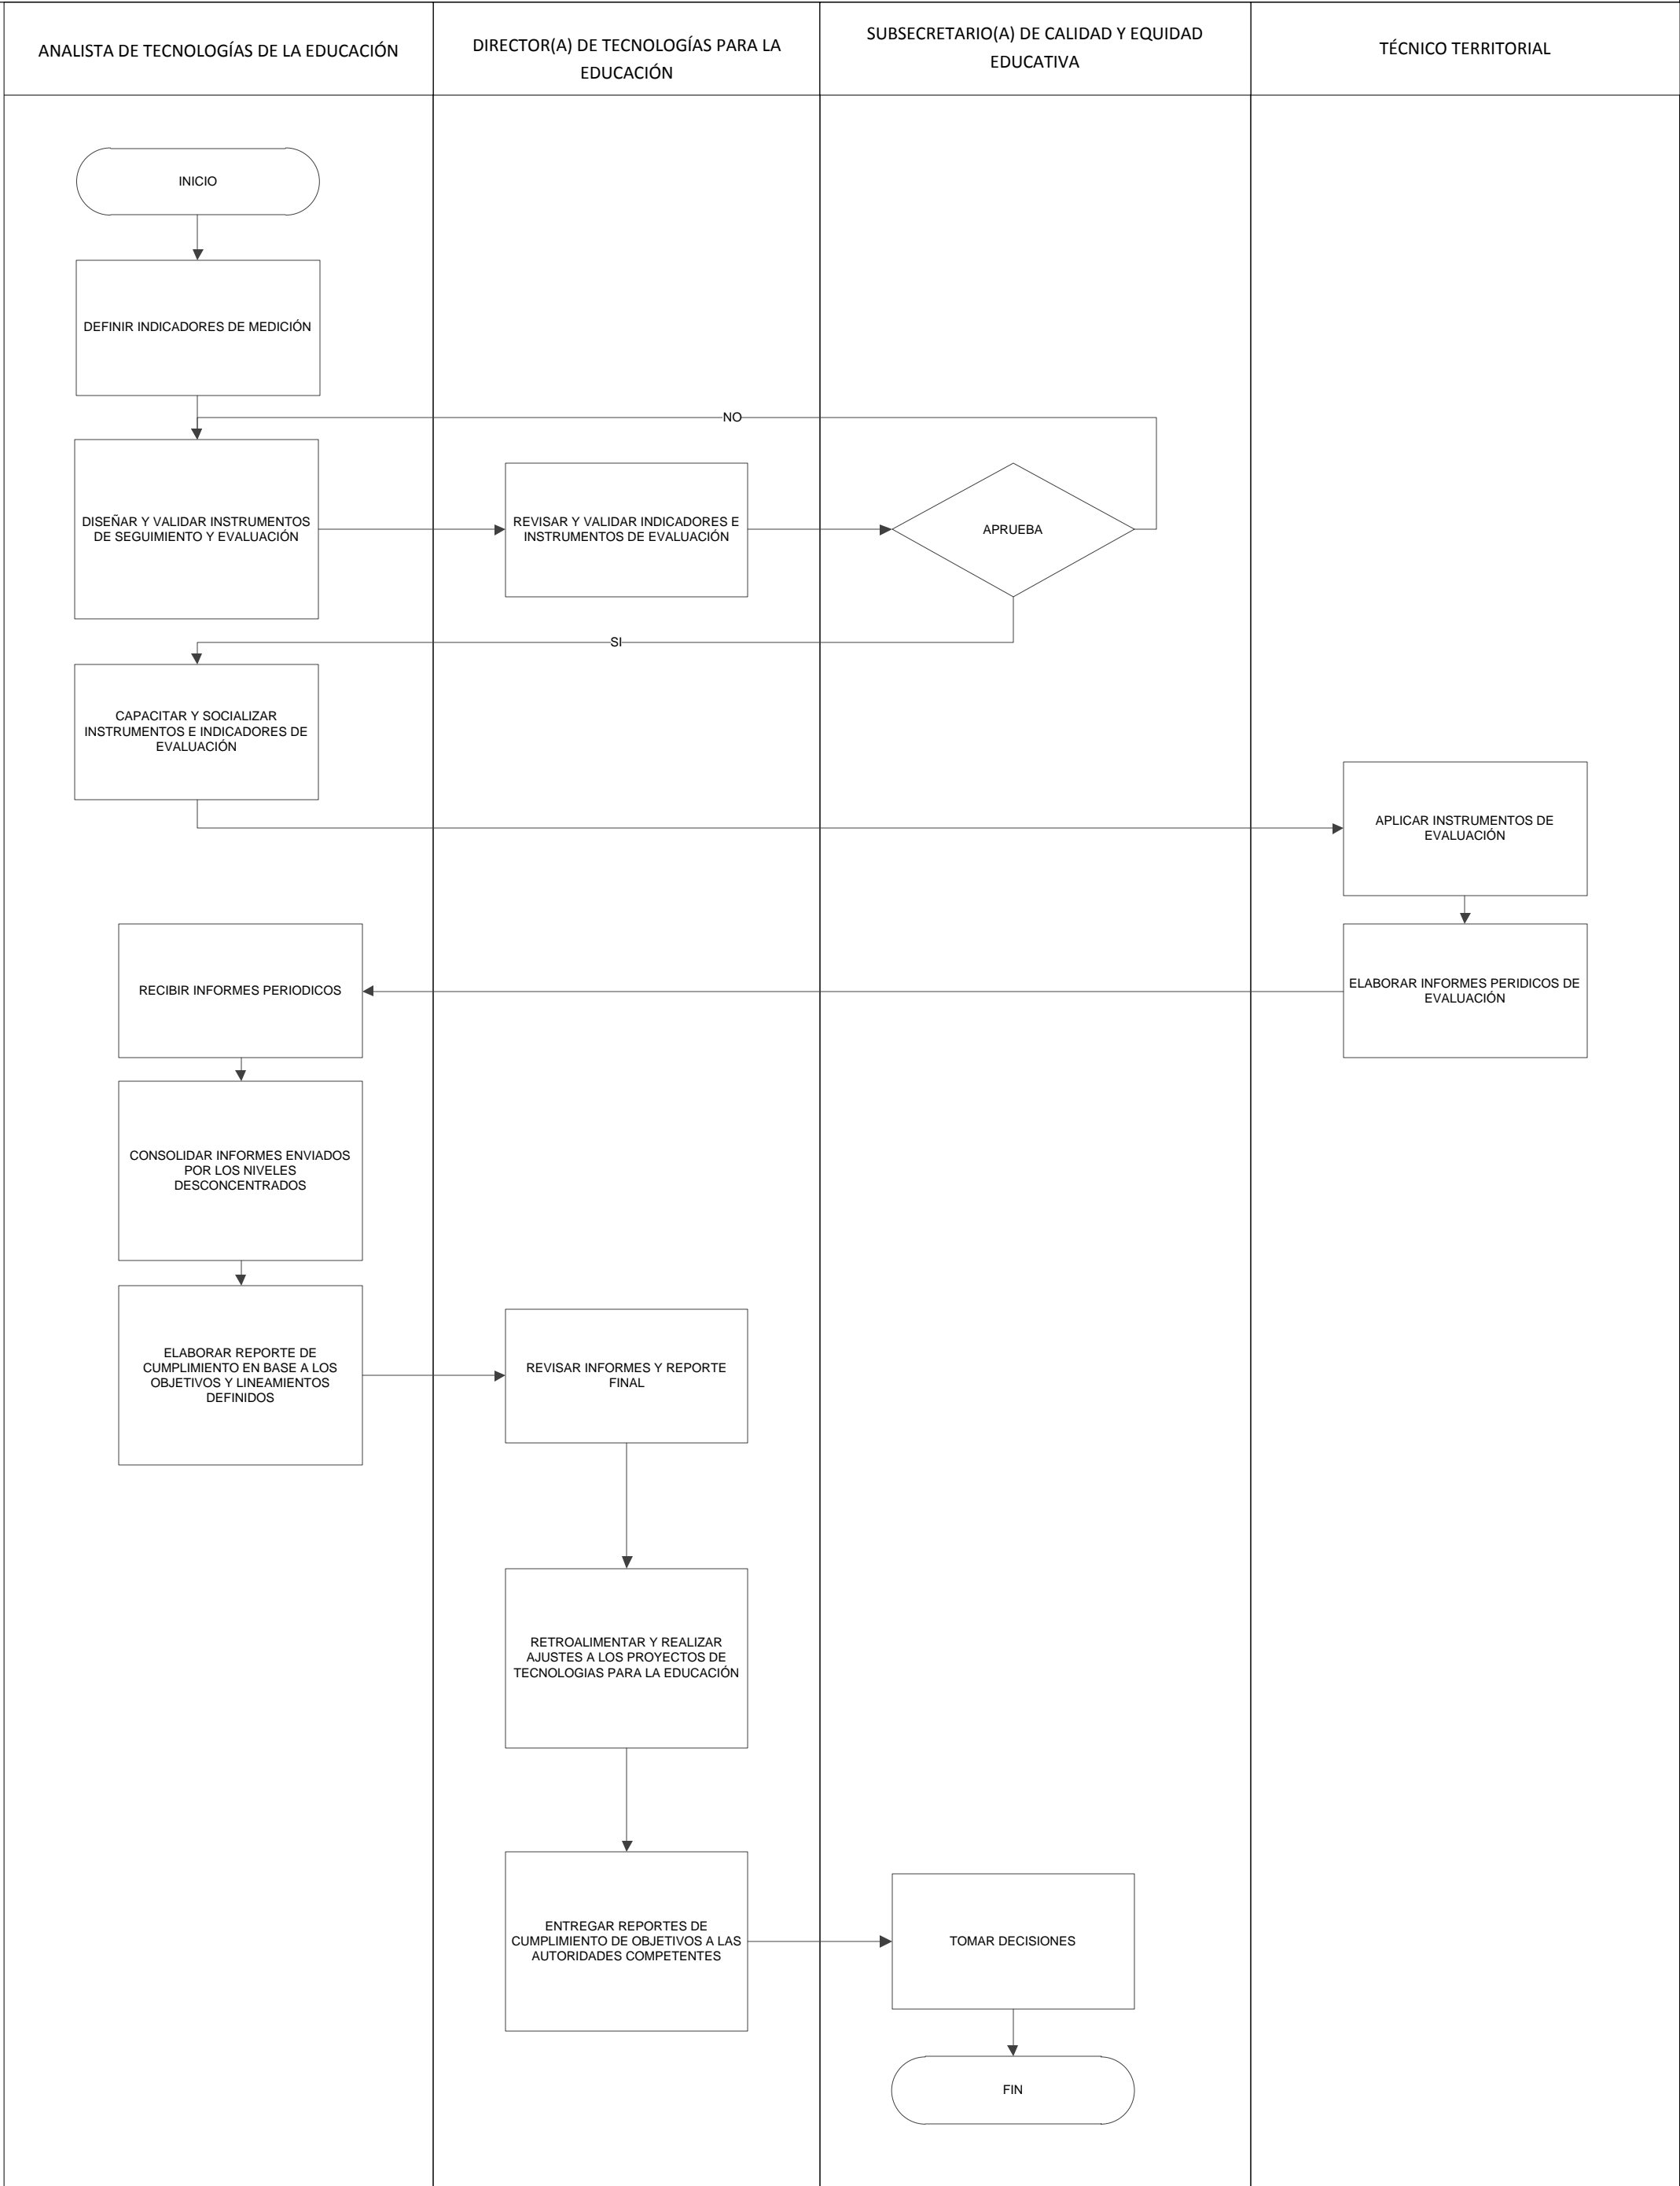 ANALISTA DE TECNOLOGÍAS DE LA EDUCACIÓN
DIRECTOR(A) DE TECNOLOGÍAS PARA LA
EDUCACIÓN
SUBSECRETARIO(A) DE CALIDAD Y EQUIDAD
EDUCATIVA
TÉCNICO TERRITORIAL
INICIO
DEFINIR INDICADORES DE MEDICIÓN
NO
DISEÑAR Y VALIDAR INSTRUMENTOS
DE SEGUIMIENTO Y EVALUACIÓN
REVISAR Y VALIDAR INDICADORES E
INSTRUMENTOS DE EVALUACIÓN
APRUEBA
SI
CAPACITAR Y SOCIALIZAR
INSTRUMENTOS E INDICADORES DE
EVALUACIÓN
APLICAR INSTRUMENTOS DE
EVALUACIÓN
ELABORAR INFORMES PERIDICOS DE
EVALUACIÓN
RECIBIR INFORMES PERIODICOS
CONSOLIDAR INFORMES ENVIADOS
POR LOS NIVELES
DESCONCENTRADOS
ELABORAR REPORTE DE
CUMPLIMIENTO EN BASE A LOS
OBJETIVOS Y LINEAMIENTOS
DEFINIDOS
REVISAR INFORMES Y REPORTE
FINAL
RETROALIMENTAR Y REALIZAR
AJUSTES A LOS PROYECTOS DE
TECNOLOGIAS PARA LA EDUCACIÓN
ENTREGAR REPORTES DE
CUMPLIMIENTO DE OBJETIVOS A LAS
AUTORIDADES COMPETENTES
TOMAR DECISIONES
FIN